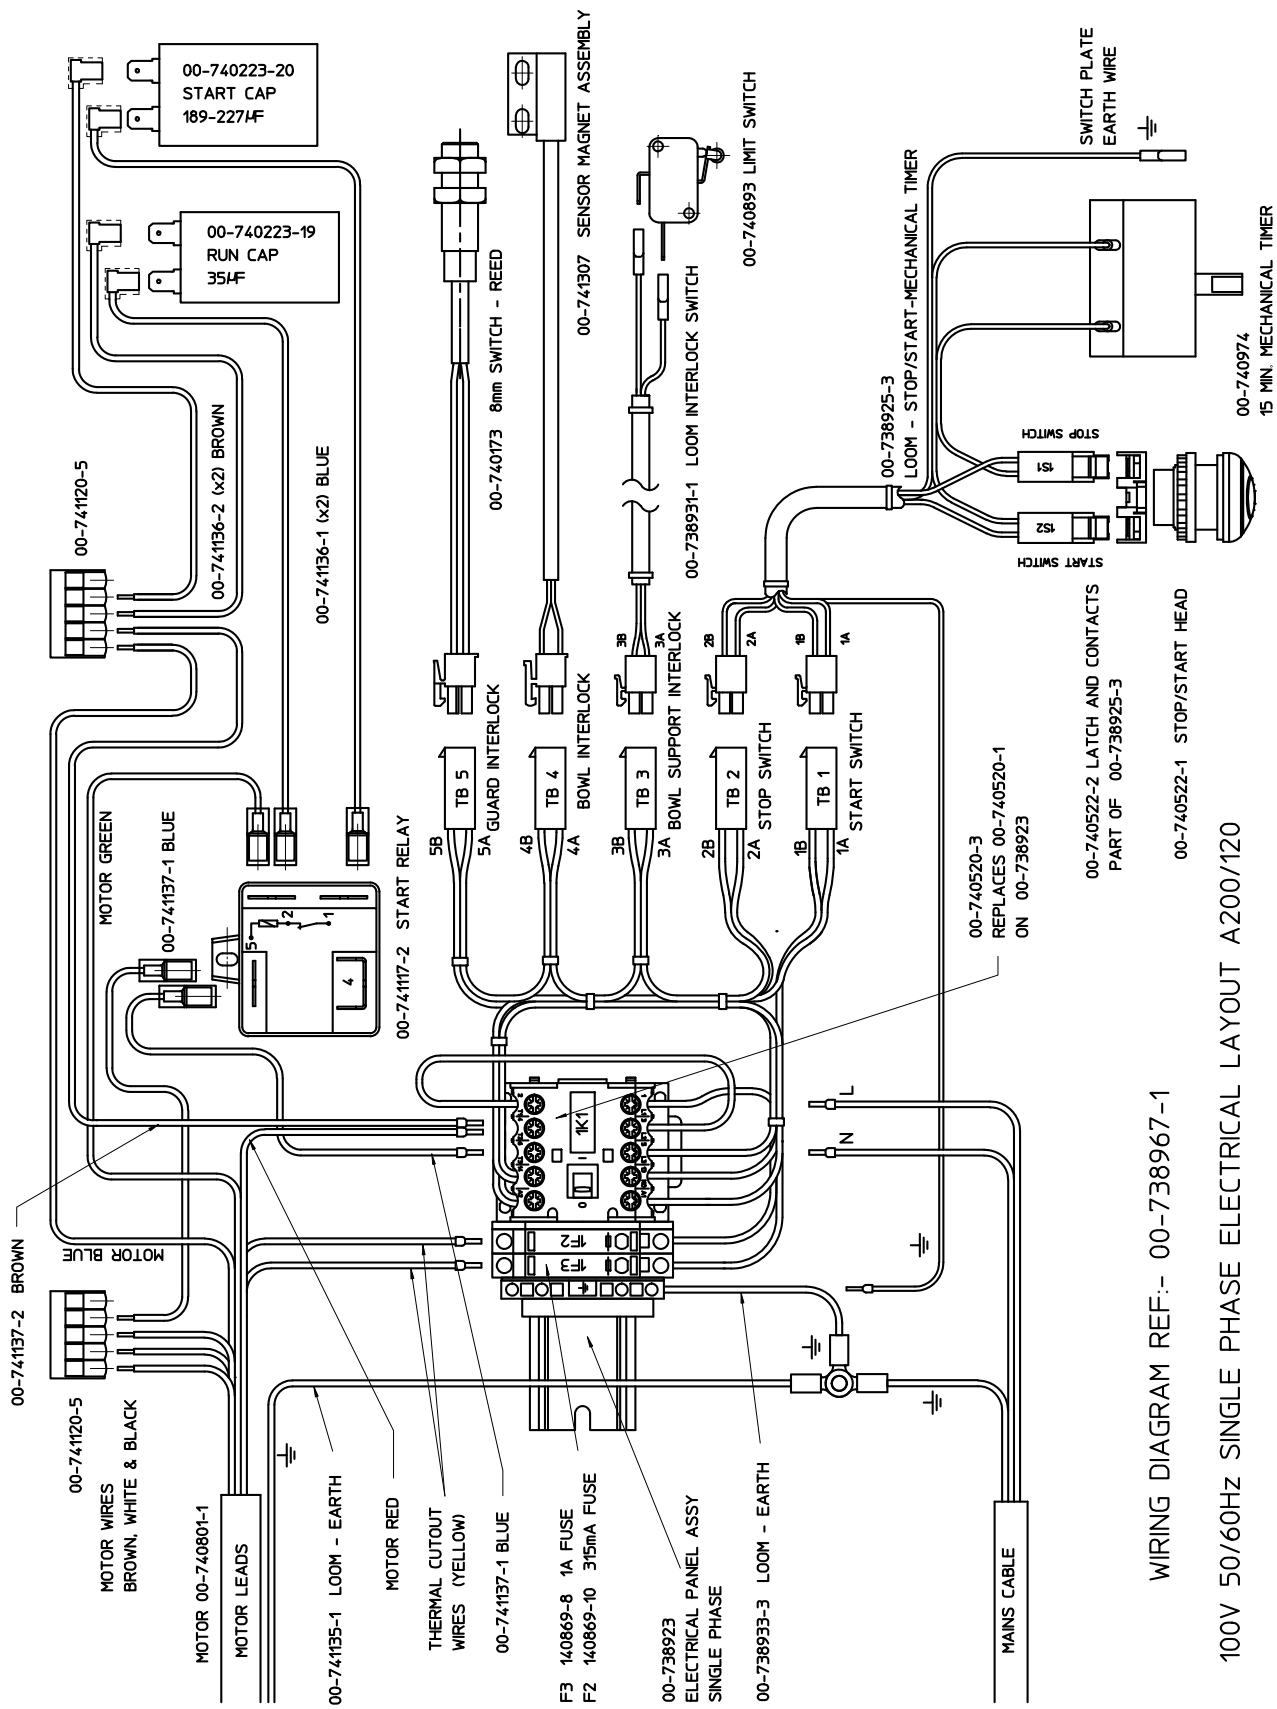 00-740223-20
START CAP
189-227µF
00-740223-19
RUN CAP
35µF
00-741120-5
00-741136-2 (x2) BROWN
00-741136-1 (x2) BLUE
00-740173 8mm SWITCH - REED
00-741307 SENSOR MAGNET ASSEMBLY
00-740893 LIMIT SWITCH
00-738931-1 LOOM INTERLOCK SWITCH
00-738925-3
LOOM - STOP/START-MECHANICAL TIMER
SWITCH PLATE
EARTH WIRE
00-740974
15 MIN. MECHANICAL TIMER
STOP SWITCH
1S1
1S2
START SWITCH
00-740522-2 LATCH AND CONTACTS
PART OF 00-738925-3
00-740522-1 STOP/START HEAD
3B
3A
2B
2A
1B
1A
TB 5
GUARD INTERLOCK
5B
5A
TB 4
BOWL INTERLOCK
4B
4A
TB 3
BOWL SUPPORT INTERLOCK
3B
3A
TB 2
STOP SWITCH
2B
2A
TB 1
START SWITCH
1B
1A
MOTOR GREEN
00-741137-1 BLUE
5
2
1
4
00-741117-2 START RELAY
00-740520-3
REPLACES 00-740520-1
ON 00-738923
1K1
1F2
1F3
L
N
00-741137-2 BROWN
MOTOR BLUE
00-741120-5
MOTOR WIRES
BROWN, WHITE & BLACK
MOTOR 00-740801-1
MOTOR LEADS
00-741135-1 LOOM - EARTH
MOTOR RED
THERMAL CUTOUT
WIRES (YELLOW)
00-741137-1 BLUE
F3 140869-8 1A FUSE
F2 140869-10 315mA FUSE
00-738923
ELECTRICAL PANEL ASSY
SINGLE PHASE
00-738933-3 LOOM - EARTH
MAINS CABLE
WIRING DIAGRAM REF:- 00-738967-1
100V 50/60Hz SINGLE PHASE ELECTRICAL LAYOUT A200/120